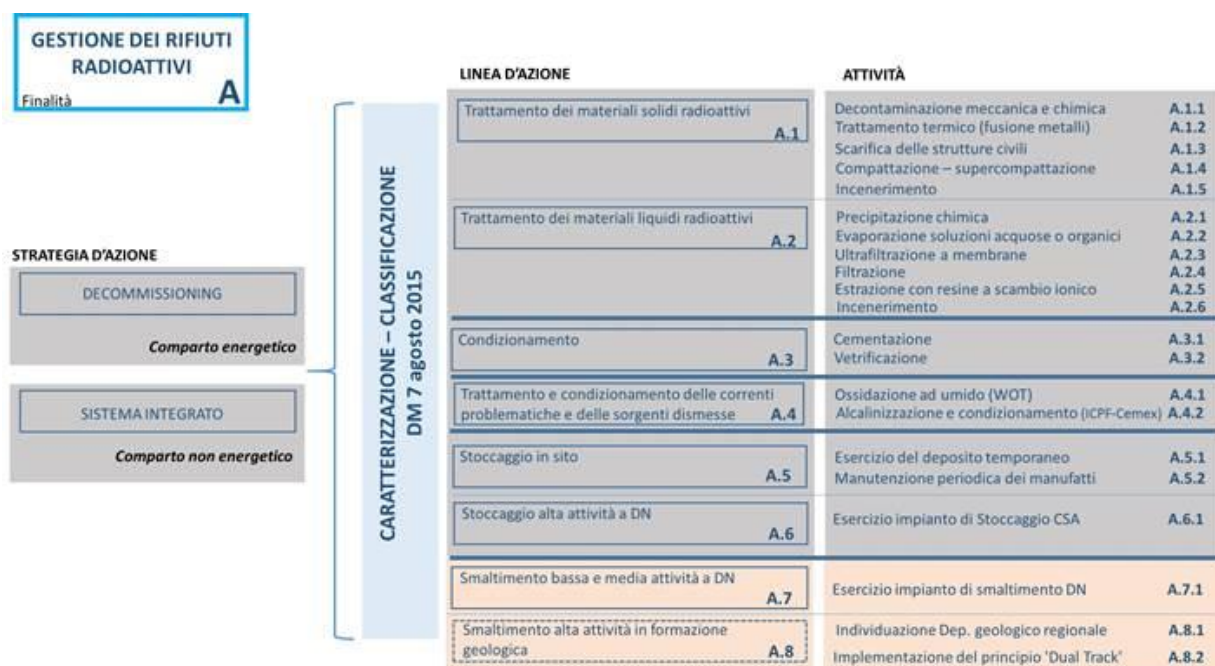 GESTIONE DEI RIFIUTI
RADIOATTIVI
Finalità A
STRATEGIA D'AZIONE
DECOMMISSIONING
Comparto energetico
SISTEMA INTEGRATO
Comparto non energetico
CARATTERIZZAZIONE – CLASSIFICAZIONE
DM 7 agosto 2015
LINEA D'AZIONE ATTIVITÀ
Trattamento dei materiali solidi radioattivi
A.1
Decontaminazione meccanica e chimica A.1.1
Trattamento termico (fusione metalli) A.1.2
Scarifica delle strutture civili A.1.3
Compattazione – supercompattazione A.1.4
Incenerimento A.1.5
Trattamento dei materiali liquidi radioattivi
A.2
Precipitazione chimica A.2.1
Evaporazione soluzioni acquose o organici A.2.2
Ultrafiltrazione a membrane A.2.3
Filtrazione A.2.4
Estrazione con resine a scambio ionico A.2.5
Incenerimento A.2.6
Condizionamento
A.3
Cementazione A.3.1
Vetrificazione A.3.2
Trattamento e condizionamento delle correnti
problematiche e delle sorgenti dismesse A.4
Ossidazione ad umido (WOT) A.4.1
Alcalinizzazione e condizionamento (ICPF-Cemex) A.4.2
Stoccaggio in sito
A.5
Esercizio del deposito temporaneo A.5.1
Manutenzione periodica dei manufatti A.5.2
Stoccaggio alta attività a DN
A.6
Esercizio impianto di Stoccaggio CSA A.6.1
Smaltimento bassa e media attività a DN
A.7
Esercizio impianto di smaltimento DN A.7.1
Smaltimento alta attività in formazione
geologica A.8
Individuazione Dep. geologico regionale A.8.1
Implementazione del principio 'Dual Track' A.8.2